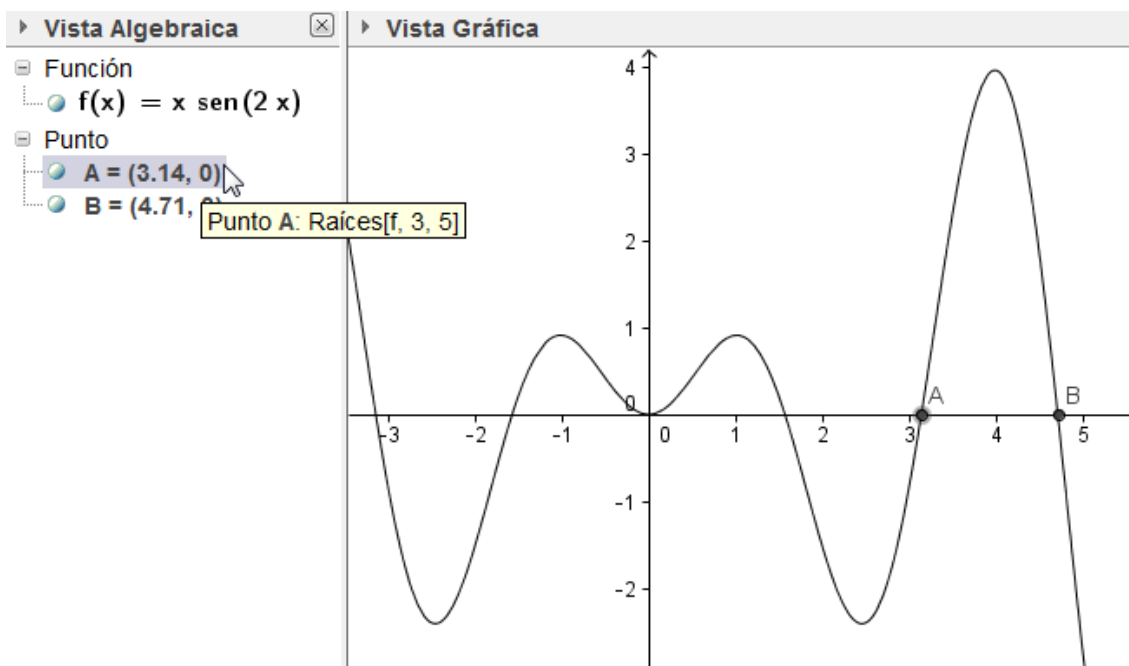 Vista Algebraica
Función
f(x) = x sen(2 x)
Punto
A = (3.14, 0)
B = (4.71,
Punto A: Raíces[f, 3, 5]
Vista Gráfica
4
3
2
1
0
-1
-2
-3
-2
-1
0
1
2
3
4
5
A
B